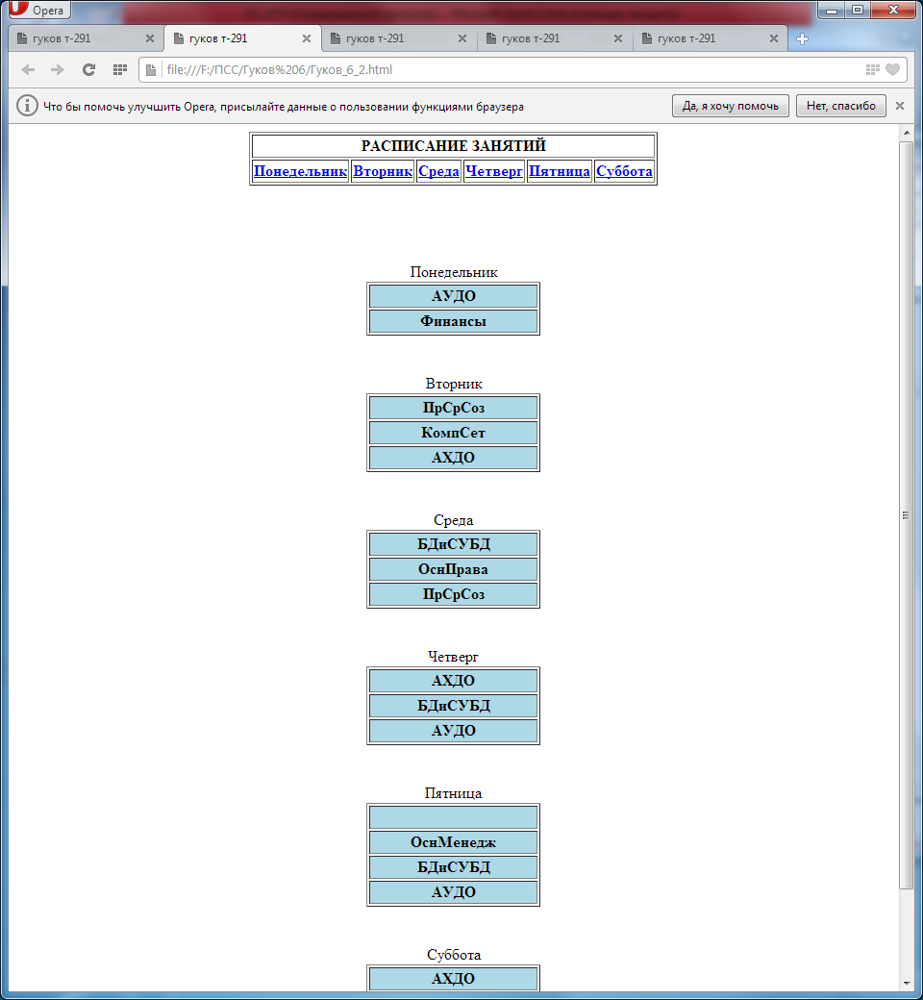 Opera
гуков т-291 гуков т-291 гуков т-291 гуков т-291 гуков т-291
file:///F:/ПСС/Гуков%206/Гуков_6_2.html
Что бы помочь улучшить Opera, присылайте данные о пользовании функциями браузера Да, я хочу помочь Нет, спасибо
РАСПИСАНИЕ ЗАНЯТИЙ
Понедельник Вторник Среда Четверг Пятница Суббота
Понедельник
АУДО
Финансы
Вторник
ПрСрСоз
КомпСет
АХДО
Среда
БДиСУБД
ОснПрава
ПрСрСоз
Четверг
АХДО
БДиСУБД
АУДО
Пятница
ОснМенедж
БДиСУБД
АУДО
Суббота
АХДО